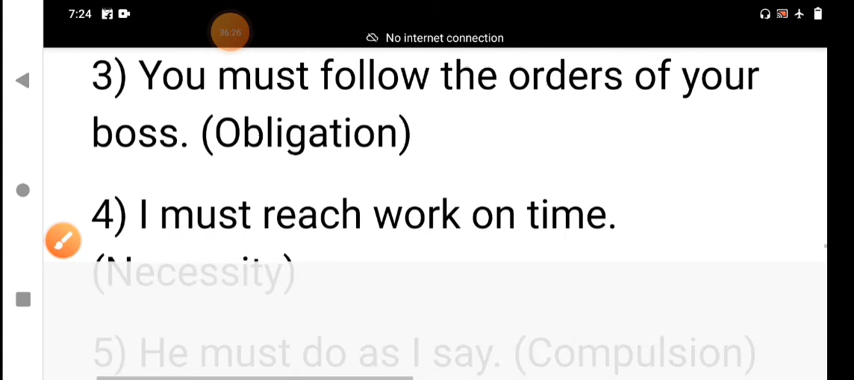 7:24
36:26
No internet connection
3) You must follow the orders of your
boss. (Obligation)
4) I must reach work on time.
(Necessity)
5) He must do as I say. (Compulsion)